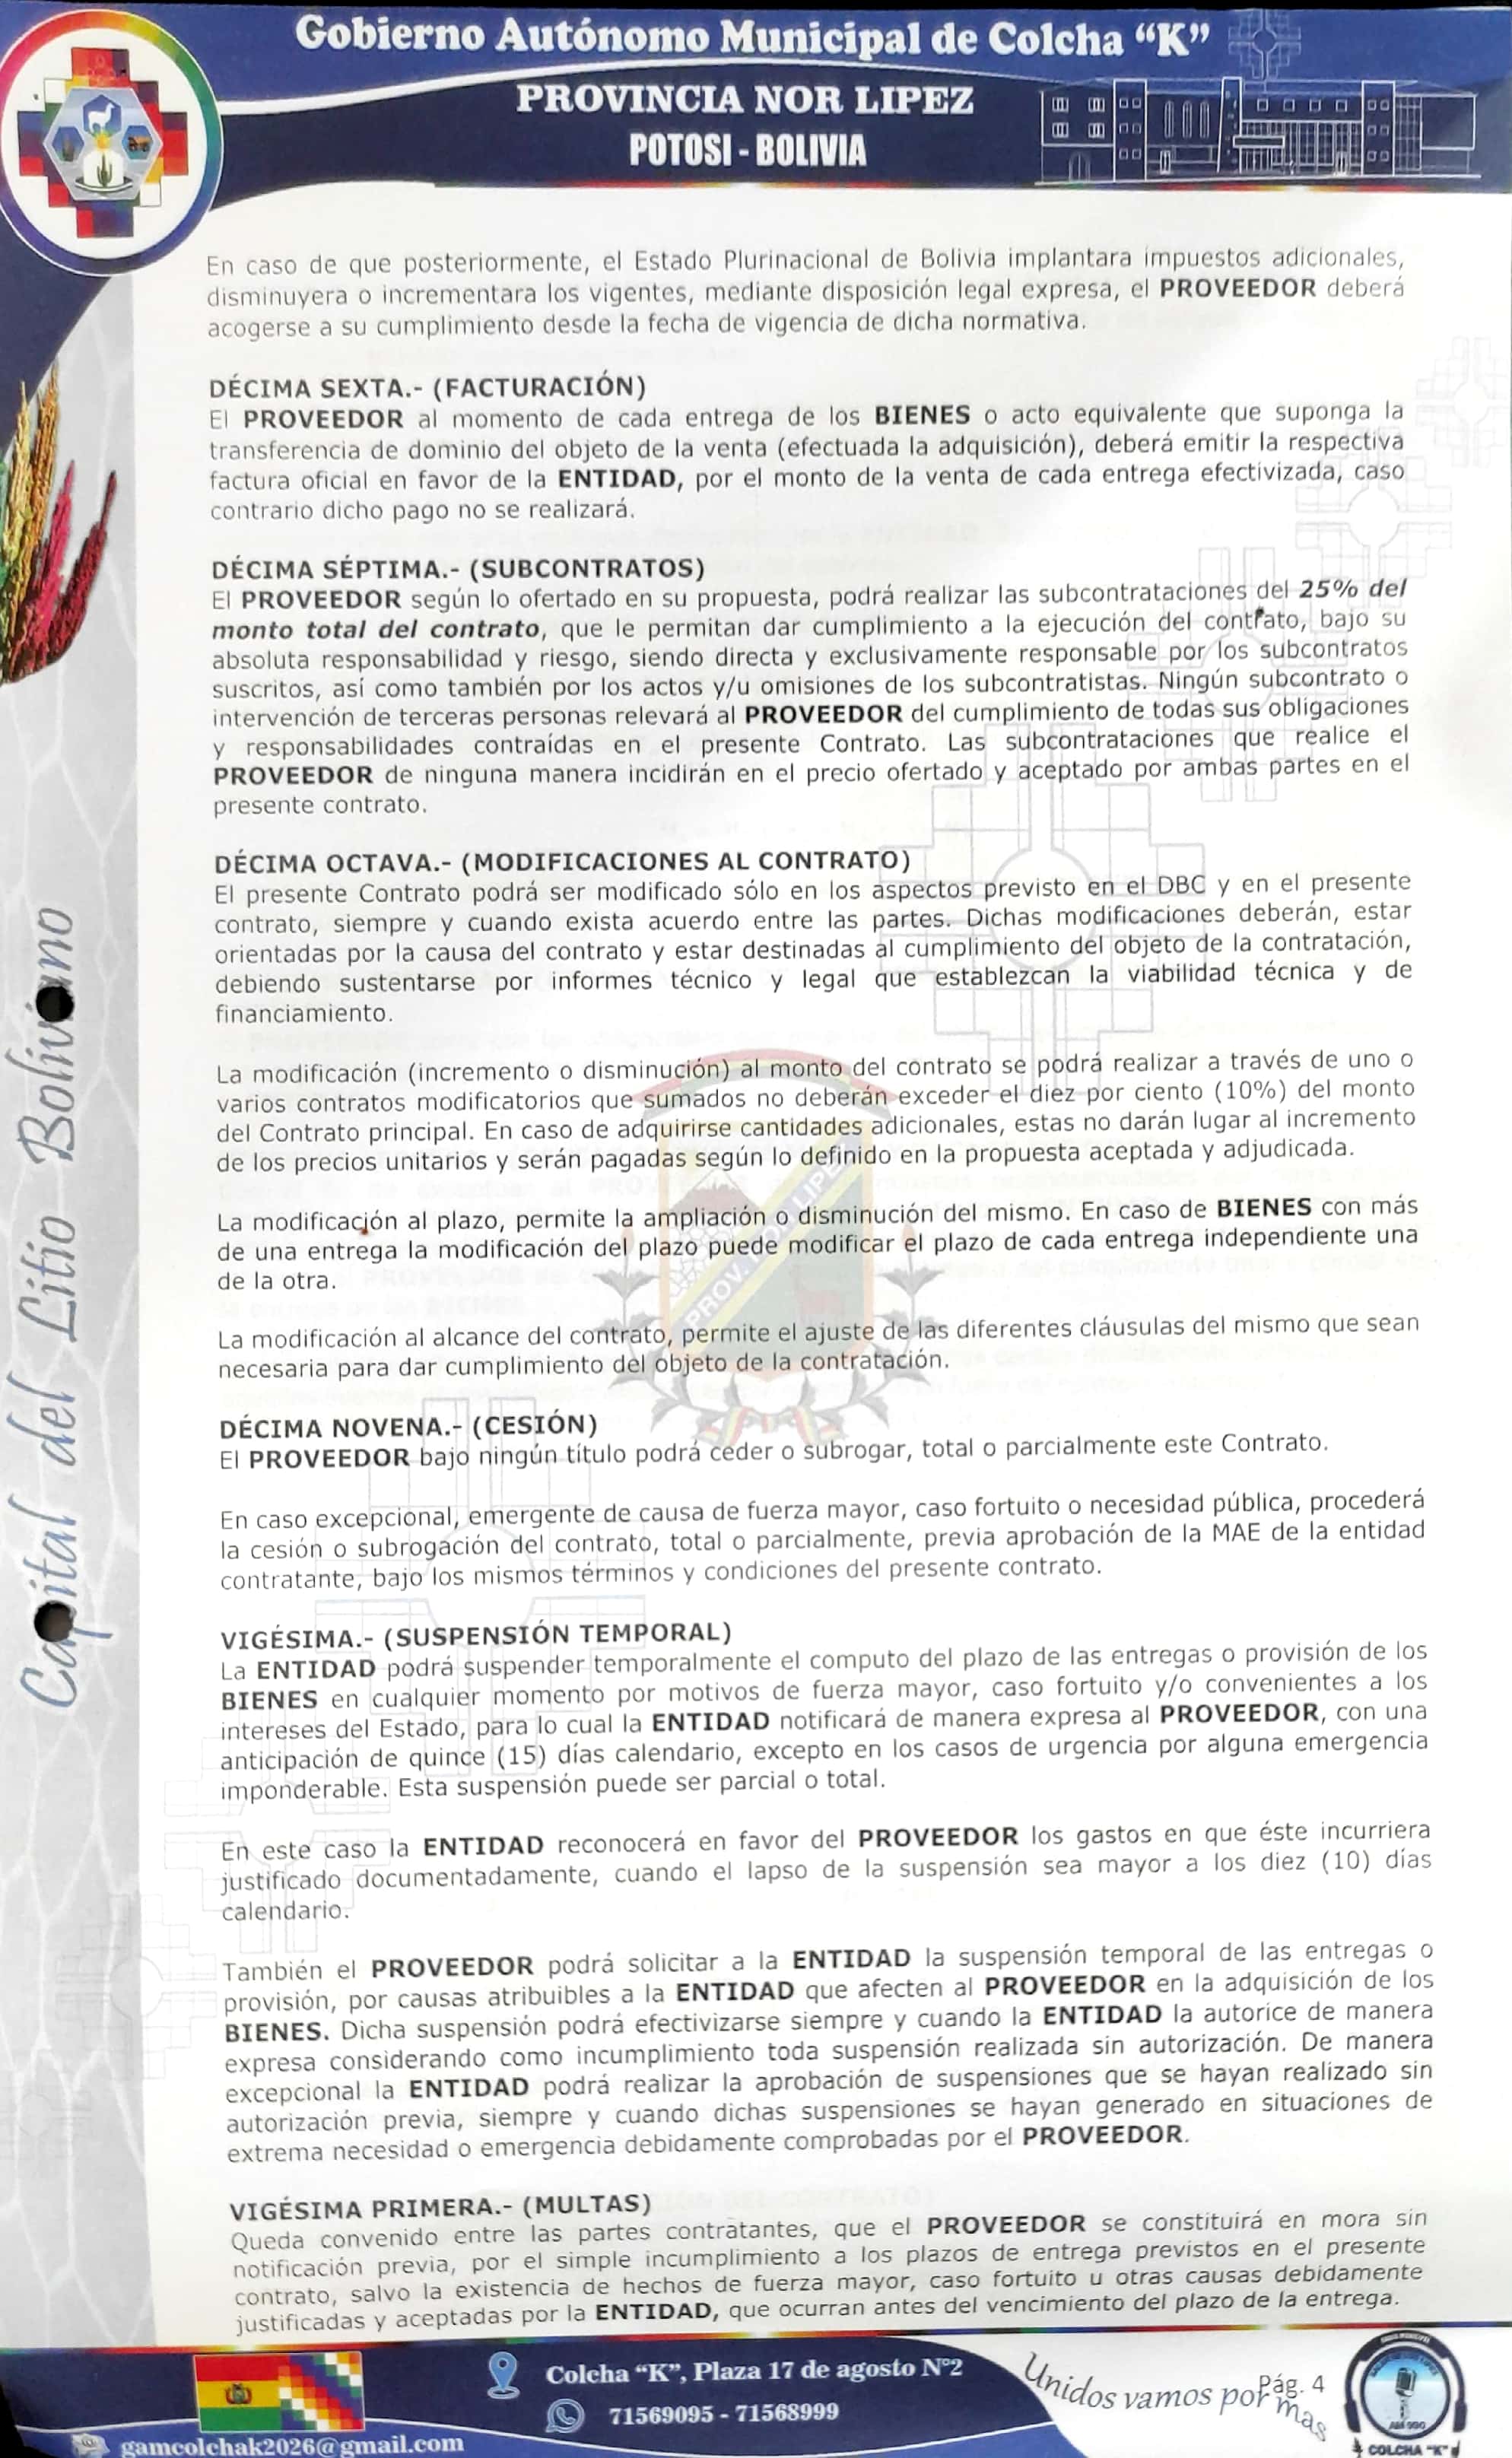 Gobierno Autónomo Municipal de Colcha “K”
PROVINCIA NOR LIPEZ
POTOSI - BOLIVIA
En caso de que posteriormente, el Estado Plurinacional de Bolivia implantara impuestos adicionales,
disminuyera o incrementara los vigentes, mediante disposición legal expresa, el PROVEEDOR deberá
acogerse a su cumplimiento desde la fecha de vigencia de dicha normativa.
DÉCIMA SEXTA.- (FACTURACIÓN)
El PROVEEDOR al momento de cada entrega de los BIENES o acto equivalente que suponga la
transferencia de dominio del objeto de la venta (efectuada la adquisición), deberá emitir la respectiva
factura oficial en favor de la ENTIDAD, por el monto de la venta de cada entrega efectivizada, caso
contrario dicho pago no se realizará.
DÉCIMA SÉPTIMA.- (SUBCONTRATOS)
El PROVEEDOR según lo ofertado en su propuesta, podrá realizar las subcontrataciones del 25% del
monto total del contrato, que le permitan dar cumplimiento a la ejecución del contrato, bajo su
absoluta responsabilidad y riesgo, siendo directa y exclusivamente responsable por los subcontratos
suscritos, así como también por los actos y/u omisiones de los subcontratistas. Ningún subcontrato o
intervención de terceras personas relevará al PROVEEDOR del cumplimiento de todas sus obligaciones
y responsabilidades contraídas en el presente Contrato. Las subcontrataciones que realice el
PROVEEDOR de ninguna manera incidirán en el precio ofertado y aceptado por ambas partes en el
presente contrato.
DÉCIMA OCTAVA.- (MODIFICACIONES AL CONTRATO)
El presente Contrato podrá ser modificado sólo en los aspectos previsto en el DBC y en el presente
contrato, siempre y cuando exista acuerdo entre las partes. Dichas modificaciones deberán, estar
orientadas por la causa del contrato y estar destinadas al cumplimiento del objeto de la contratación,
debiendo sustentarse por informes técnico y legal que establezcan la viabilidad técnica y de
financiamiento.
La modificación (incremento o disminución) al monto del contrato se podrá realizar a través de uno o
varios contratos modificatorios que sumados no deberán exceder el diez por ciento (10%) del monto
del Contrato principal. En caso de adquirirse cantidades adicionales, estas no darán lugar al incremento
de los precios unitarios y serán pagadas según lo definido en la propuesta aceptada y adjudicada.
La modificación al plazo, permite la ampliación o disminución del mismo. En caso de BIENES con más
de una entrega la modificación del plazo puede modificar el plazo de cada entrega independiente una
de la otra.
La modificación al alcance del contrato, permite el ajuste de las diferentes cláusulas del mismo que sean
necesaria para dar cumplimiento del objeto de la contratación.
DÉCIMA NOVENA.- (CESIÓN)
El PROVEEDOR bajo ningún título podrá ceder o subrogar, total o parcialmente este Contrato.
En caso excepcional, emergente de causa de fuerza mayor, caso fortuito o necesidad pública, procederá
la cesión o subrogación del contrato, total o parcialmente, previa aprobación de la MAE de la entidad
contratante, bajo los mismos términos y condiciones del presente contrato.
VIGÉSIMA.- (SUSPENSIÓN TEMPORAL)
La ENTIDAD podrá suspender temporalmente el computo del plazo de las entregas o provisión de los
BIENES en cualquier momento por motivos de fuerza mayor, caso fortuito y/o convenientes a los
intereses del Estado, para lo cual la ENTIDAD notificará de manera expresa al PROVEEDOR, con una
anticipación de quince (15) días calendario, excepto en los casos de urgencia por alguna emergencia
imponderable. Esta suspensión puede ser parcial o total.
En este caso la ENTIDAD reconocerá en favor del PROVEEDOR los gastos en que éste incurriera
justificado documentadamente, cuando el lapso de la suspensión sea mayor a los diez (10) días
calendario.
También el PROVEEDOR podrá solicitar a la ENTIDAD la suspensión temporal de las entregas o
provisión, por causas atribuibles a la ENTIDAD que afecten al PROVEEDOR en la adquisición de los
BIENES. Dicha suspensión podrá efectivizarse siempre y cuando la ENTIDAD la autorice de manera
expresa considerando como incumplimiento toda suspensión realizada sin autorización. De manera
excepcional la ENTIDAD podrá realizar la aprobación de suspensiones que se hayan realizado sin
autorización previa, siempre y cuando dichas suspensiones se hayan generado en situaciones de
extrema necesidad o emergencia debidamente comprobadas por el PROVEEDOR.
VIGÉSIMA PRIMERA.- (MULTAS)
Queda convenido entre las partes contratantes, que el PROVEEDOR se constituirá en mora sin
notificación previa, por el simple incumplimiento a los plazos de entrega previstos en el presente
contrato, salvo la existencia de hechos de fuerza mayor, caso fortuito u otras causas debidamente
justificadas y aceptadas por la ENTIDAD, que ocurran antes del vencimiento del plazo de la entrega.
Capital del Litio Boliviano
PROV. NOR LIPEZ
Colcha “K”, Plaza 17 de agosto Nº2
71569095 - 71568999
gamcolchak2026@gmail.com
Unidos vamos por mas
Pág. 4
COLCHA "K"